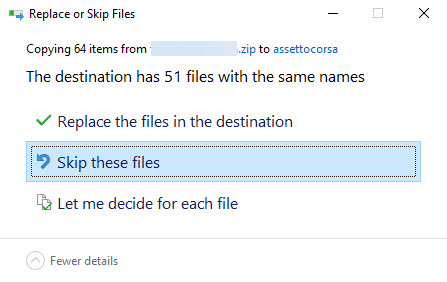 Replace or Skip Files
Copying 64 items from .zip to assettocorsa
The destination has 51 files with the same names
Replace the files in the destination
Skip these files
Let me decide for each file
Fewer details